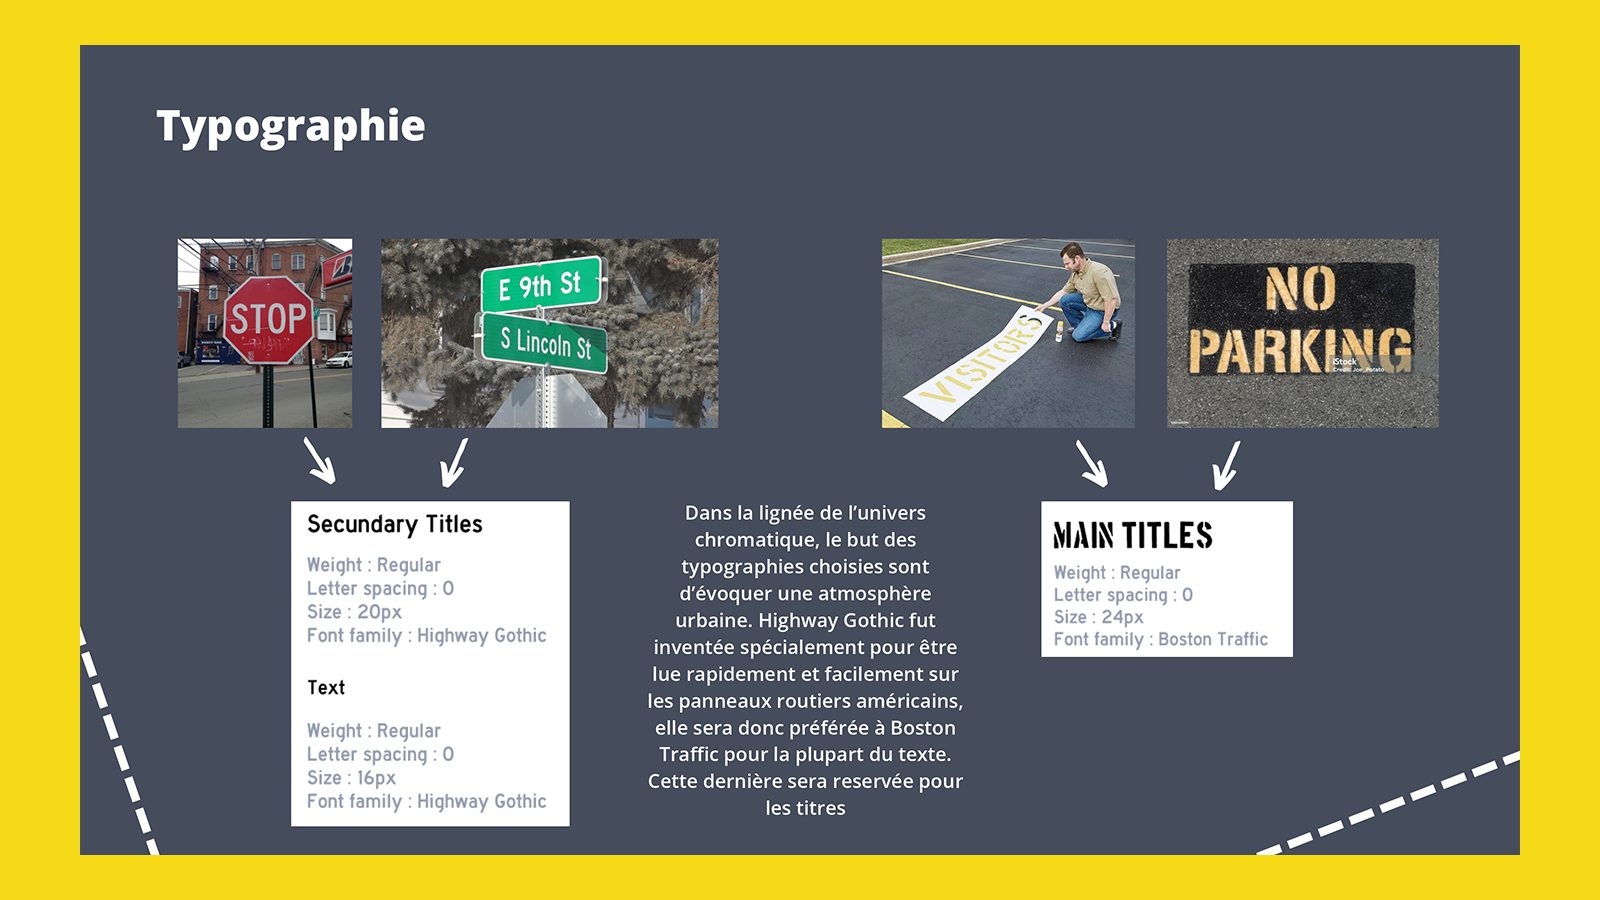 Typographie
STOP
E 9th St
S Lincoln St
VISITORS
NO
PARKING
iStock
Credit: Joe_Potato
Secundary Titles
Weight : Regular
Letter spacing : 0
Size : 20px
Font family : Highway Gothic
Text
Weight : Regular
Letter spacing : 0
Size : 16px
Font family : Highway Gothic
Dans la lignée de l’univers
chromatique, le but des
typographies choisies sont
d’évoquer une atmosphère
urbaine. Highway Gothic fut
inventée spécialement pour être
lue rapidement et facilement sur
les panneaux routiers américains,
elle sera donc préférée à Boston
Traffic pour la plupart du texte.
Cette dernière sera reservée pour
les titres
MAIN TITLES
Weight : Regular
Letter spacing : 0
Size : 24px
Font family : Boston Traffic